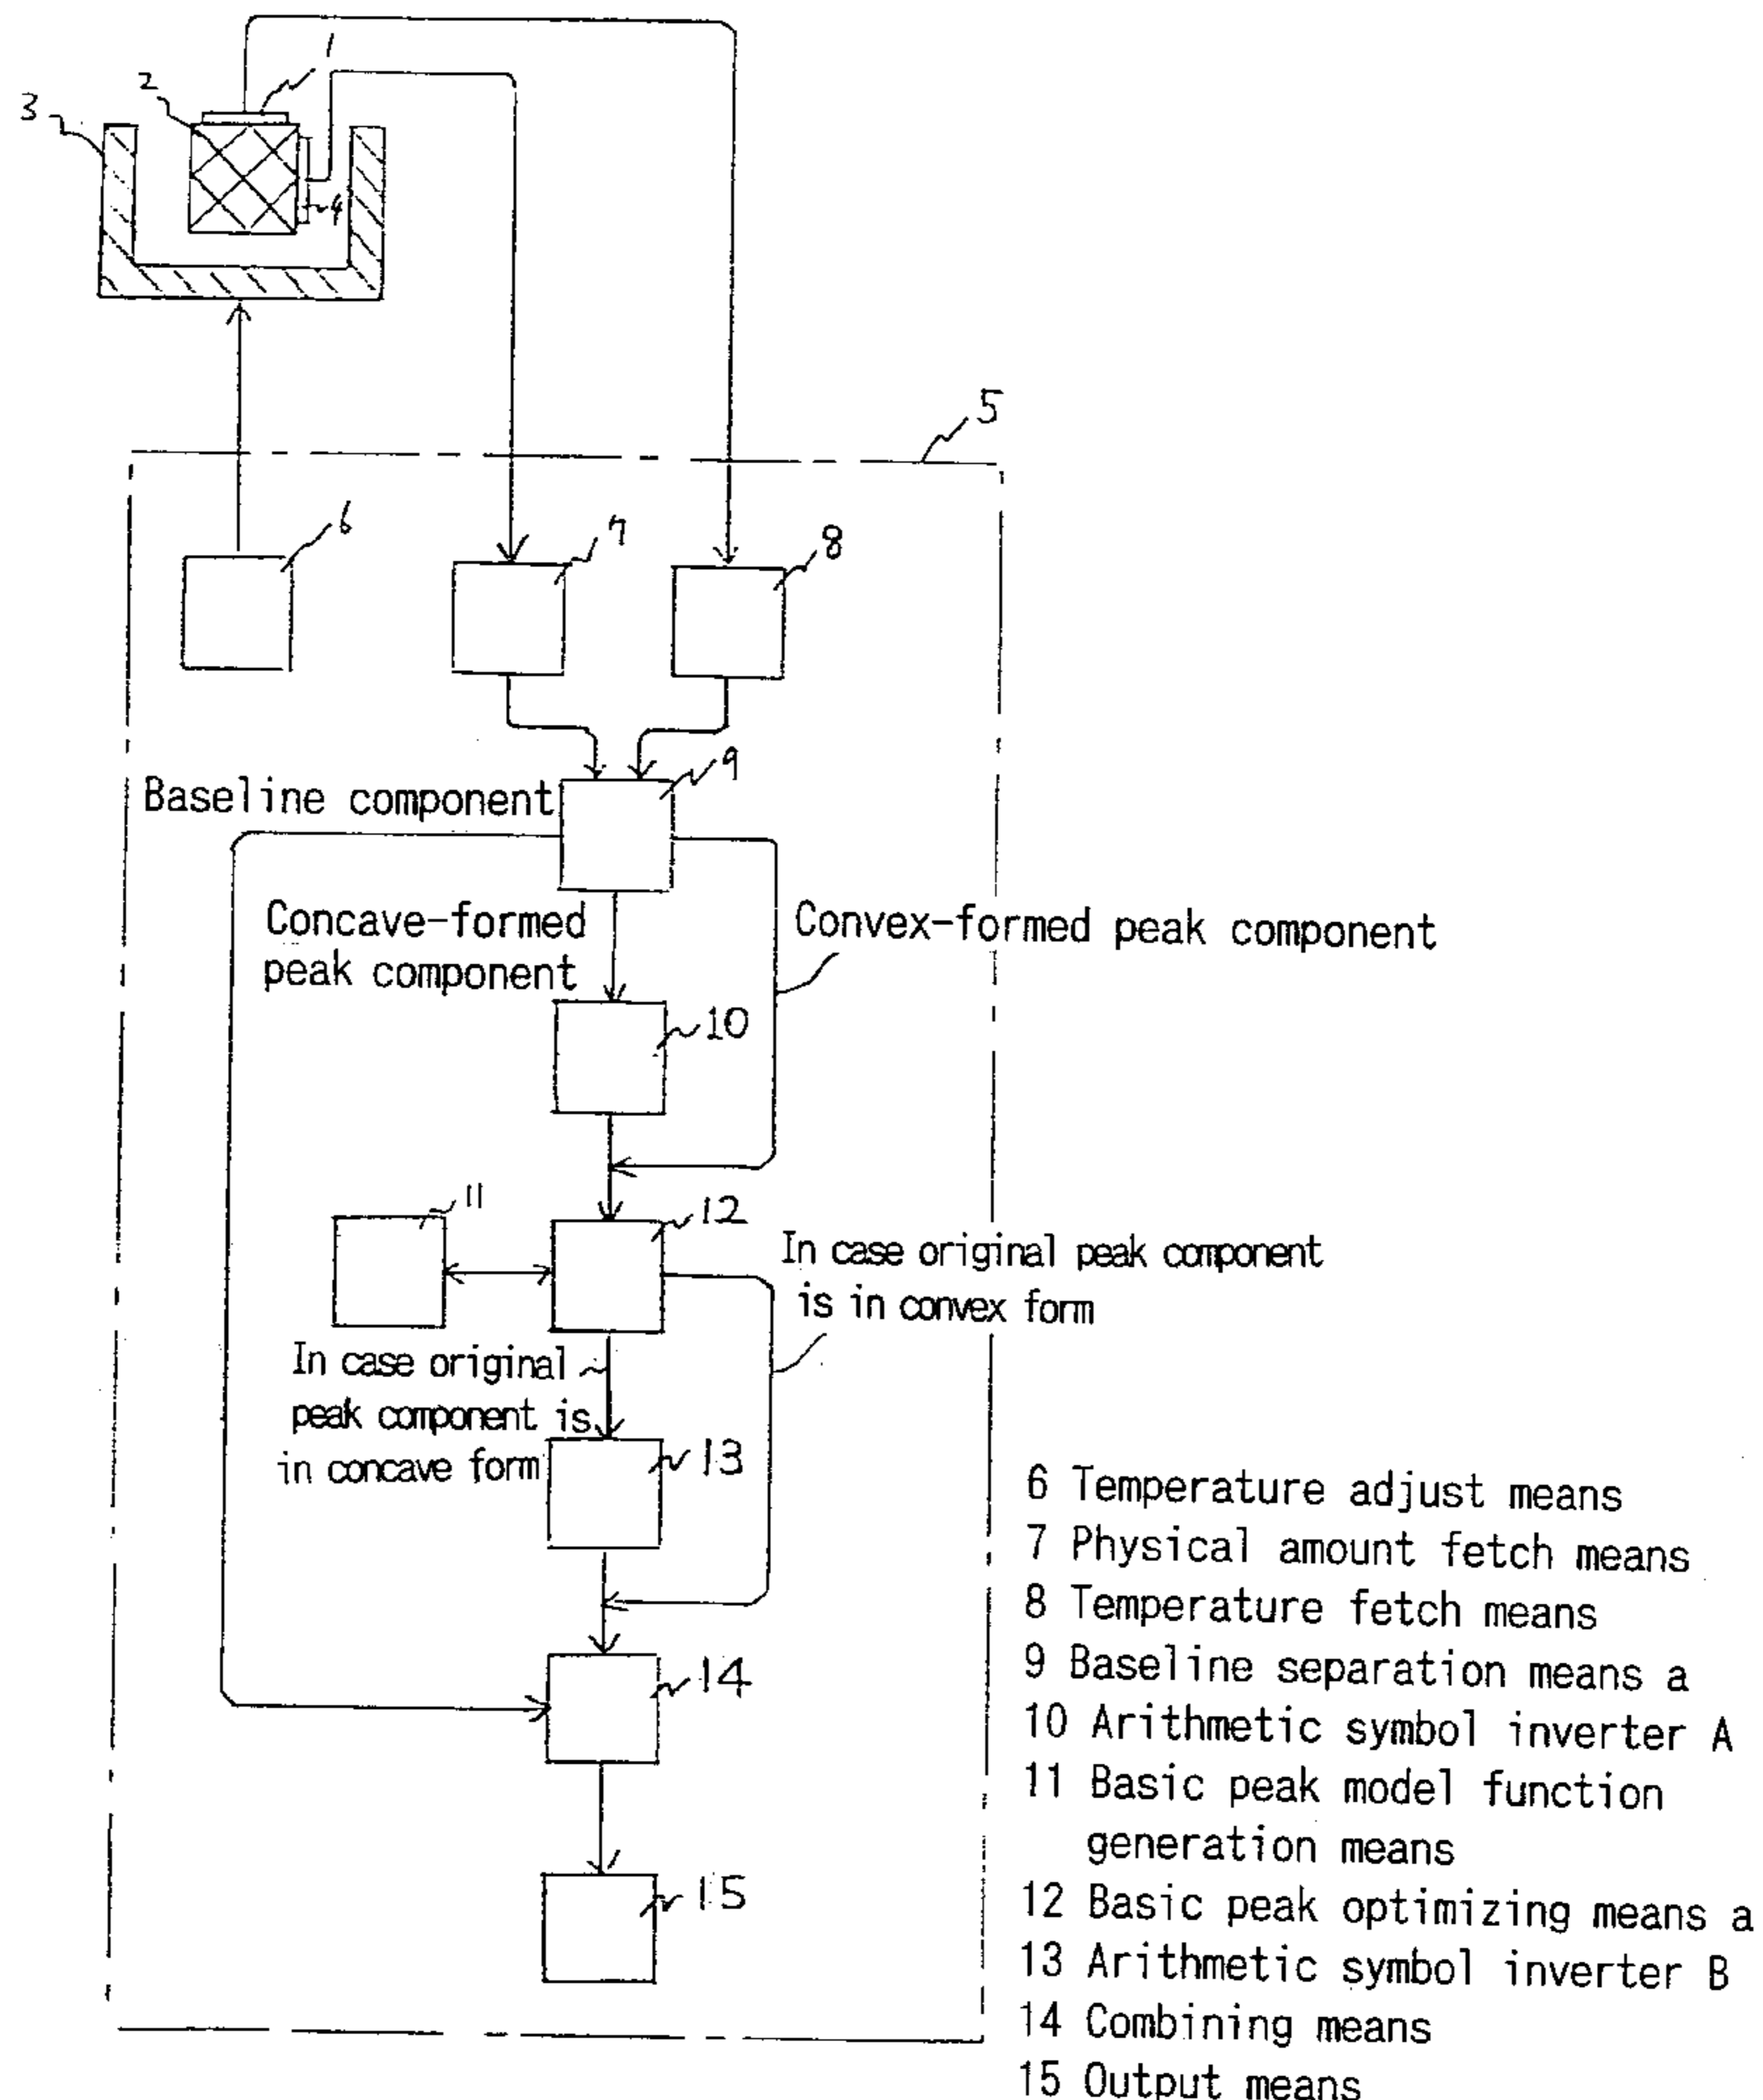 1
2
3
4
5
6
7
8
9
Baseline component
Concave-formed
peak component
Convex-formed peak component
10
11
12
In case original peak component
is in convex form
In case original
peak component is
in concave form
13
14
15
6 Temperature adjust means
7 Physical amount fetch means
8 Temperature fetch means
9 Baseline separation means a
10 Arithmetic symbol inverter A
11 Basic peak model function
generation means
12 Basic peak optimizing means a
13 Arithmetic symbol inverter B
14 Combining means
15 Output means